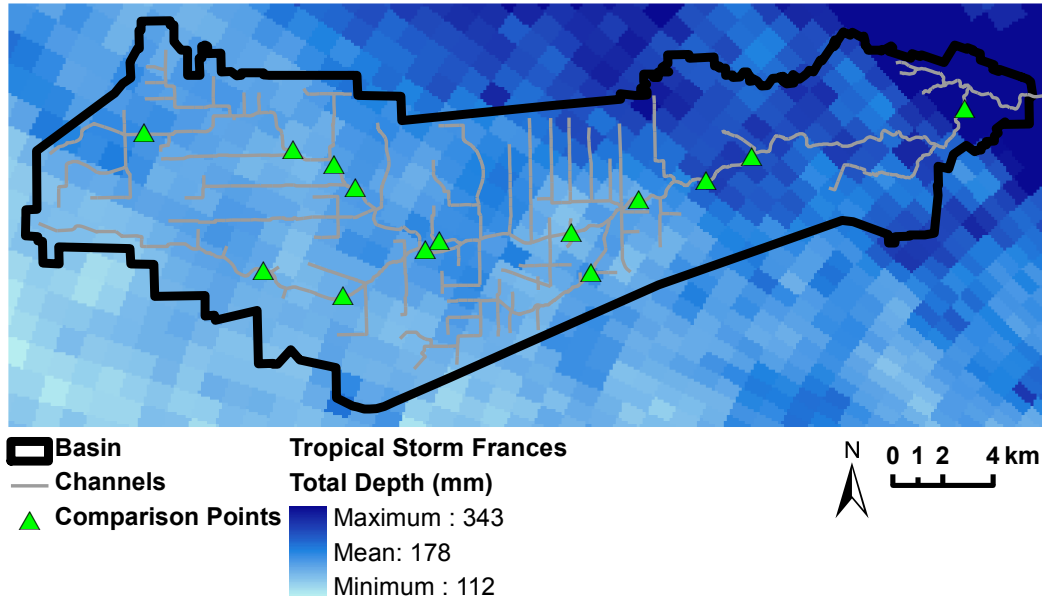 Basin
Channels
Comparison Points
Tropical Storm Frances
Total Depth (mm)
Maximum : 343
Mean: 178
Minimum : 112
N
0 1 2 4 km